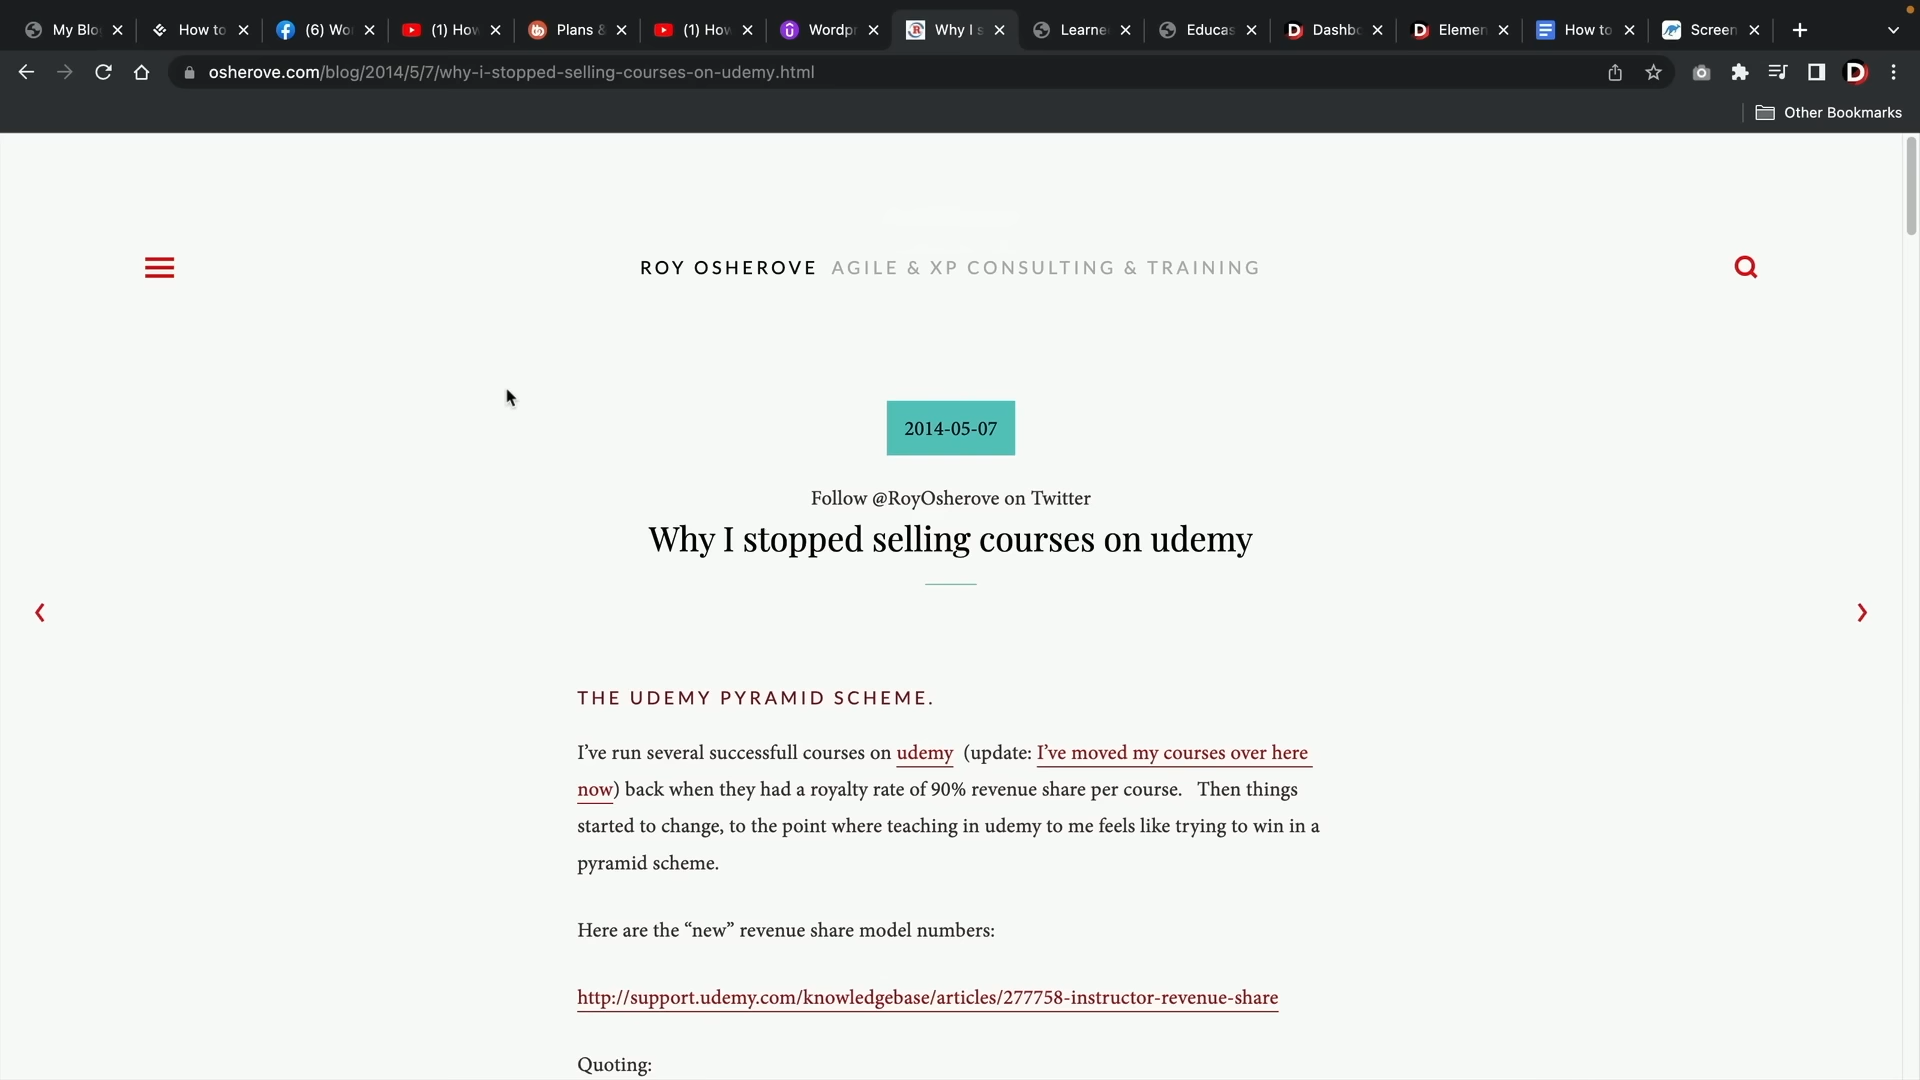 My Blo
How to
(6) Wo
(1) How
Plans &
(1) How
Wordpr
Why I s
Learne
Educas
Dashbo
Elemen
How to
Screen
osherove.com/blog/2014/5/7/why-i-stopped-selling-courses-on-udemy.html
Other Bookmarks
ROY OSHEROVE AGILE & XP CONSULTING & TRAINING
2014-05-07
Follow @RoyOsherove on Twitter
Why I stopped selling courses on udemy
THE UDEMY PYRAMID SCHEME.
I’ve run several successfull courses on udemy (update: I’ve moved my courses over here
now) back when they had a royalty rate of 90% revenue share per course. Then things
started to change, to the point where teaching in udemy to me feels like trying to win in a
pyramid scheme.
Here are the “new” revenue share model numbers:
http://support.udemy.com/knowledgebase/articles/277758-instructor-revenue-share
Quoting: